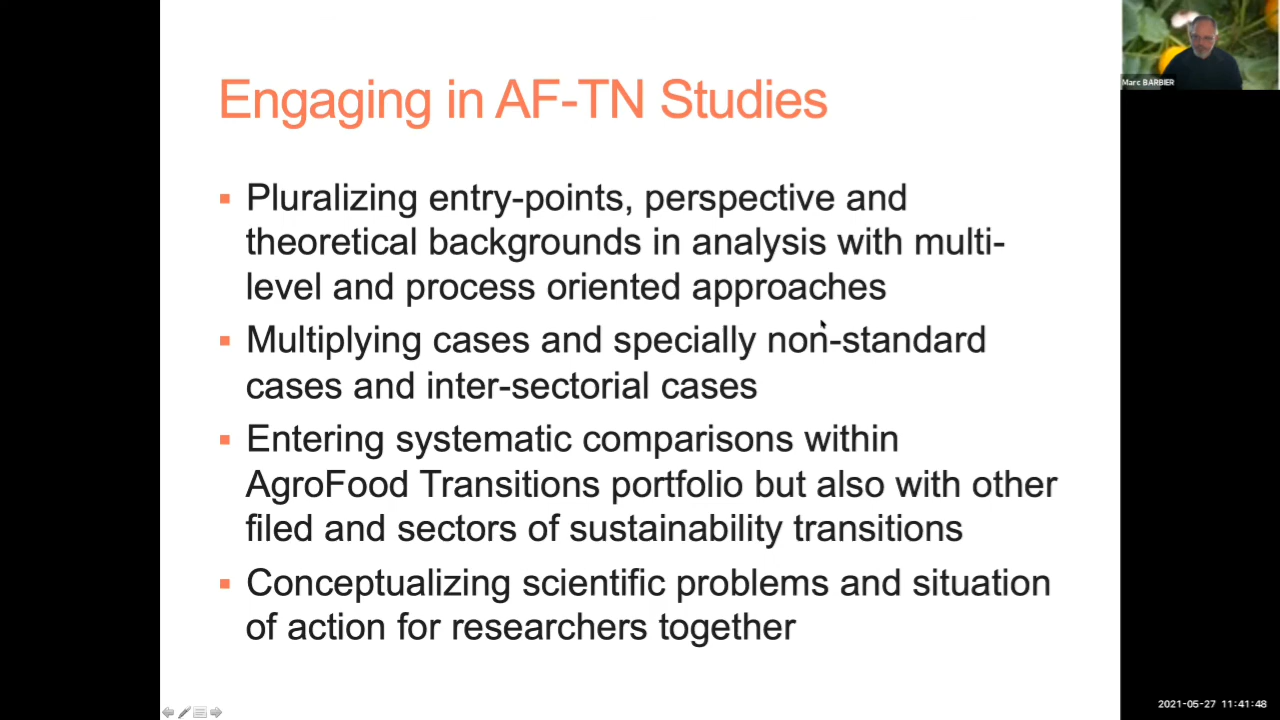 Engaging in AF-TN Studies
Pluralizing entry-points, perspective and
theoretical backgrounds in analysis with multi-
level and process oriented approaches
Multiplying cases and specially non-standard
cases and inter-sectorial cases
Entering systematic comparisons within
AgroFood Transitions portfolio but also with other
filed and sectors of sustainability transitions
Conceptualizing scientific problems and situation
of action for researchers together
Marc BARBIER
2021-05-27 11:41:48